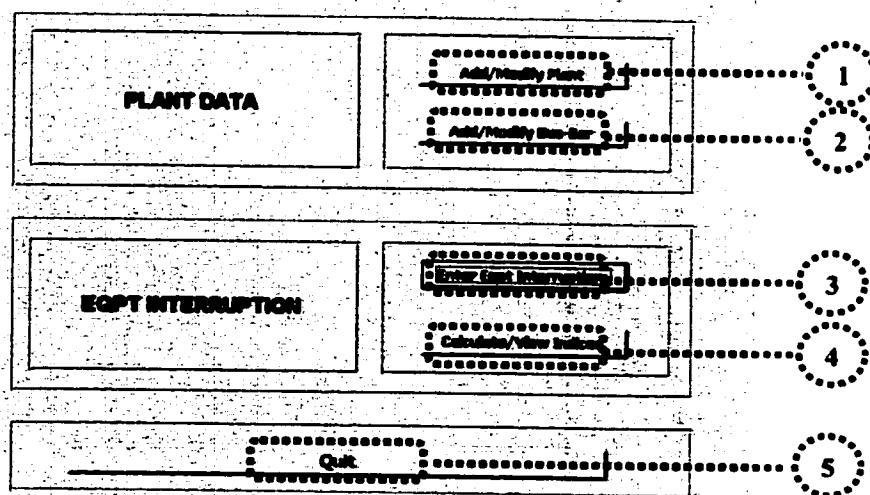 Add/Modify Plant
1
PLANT DATA
Add/Modify Bus-Bar
2
Enter Eqpt Interruption
3
EQPT INTERRUPTION
Calculate/View Indices
4
Quit
5